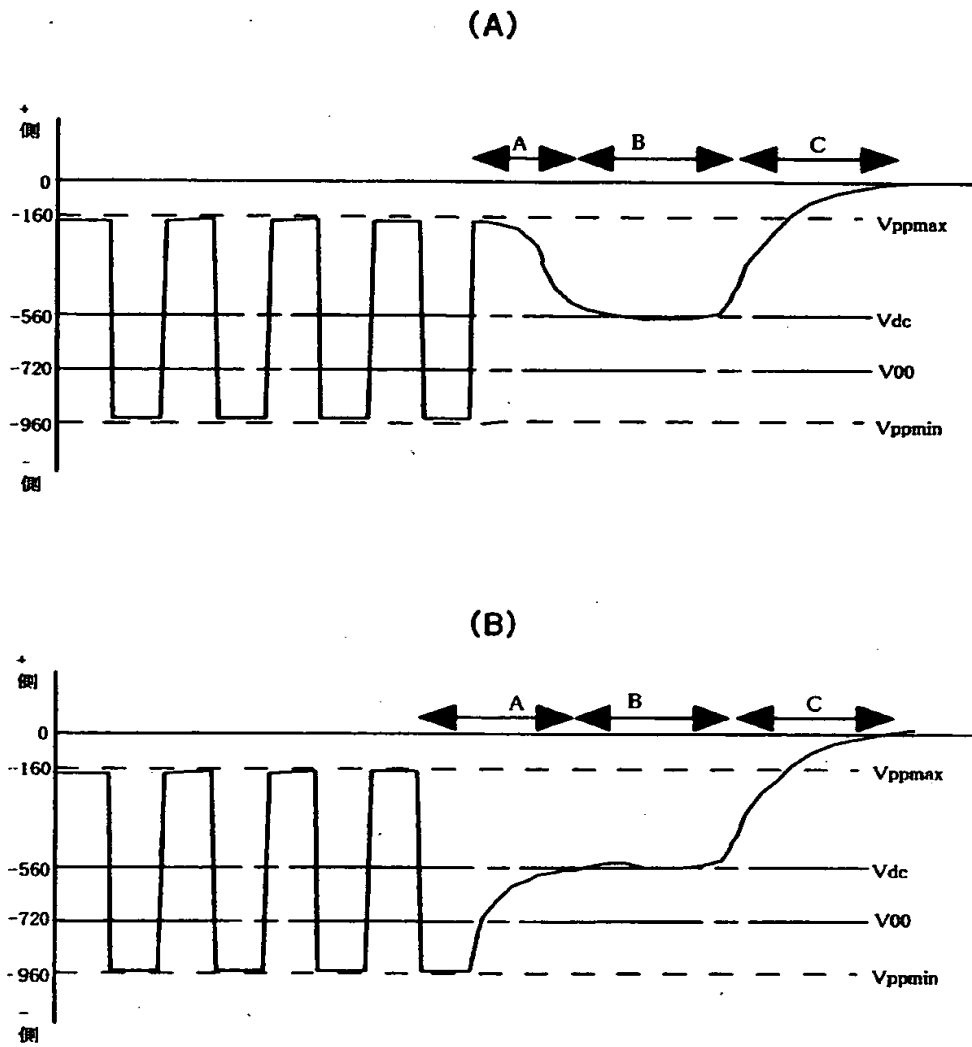 (A)
+
側
A B C
0
-160
Vppmax
-560
Vdc
-720
V00
-960
Vppmin
-
側
(B)
+
側
A B C
0
-160
Vppmax
-560
Vdc
-720
V00
-960
Vppmin
-
側